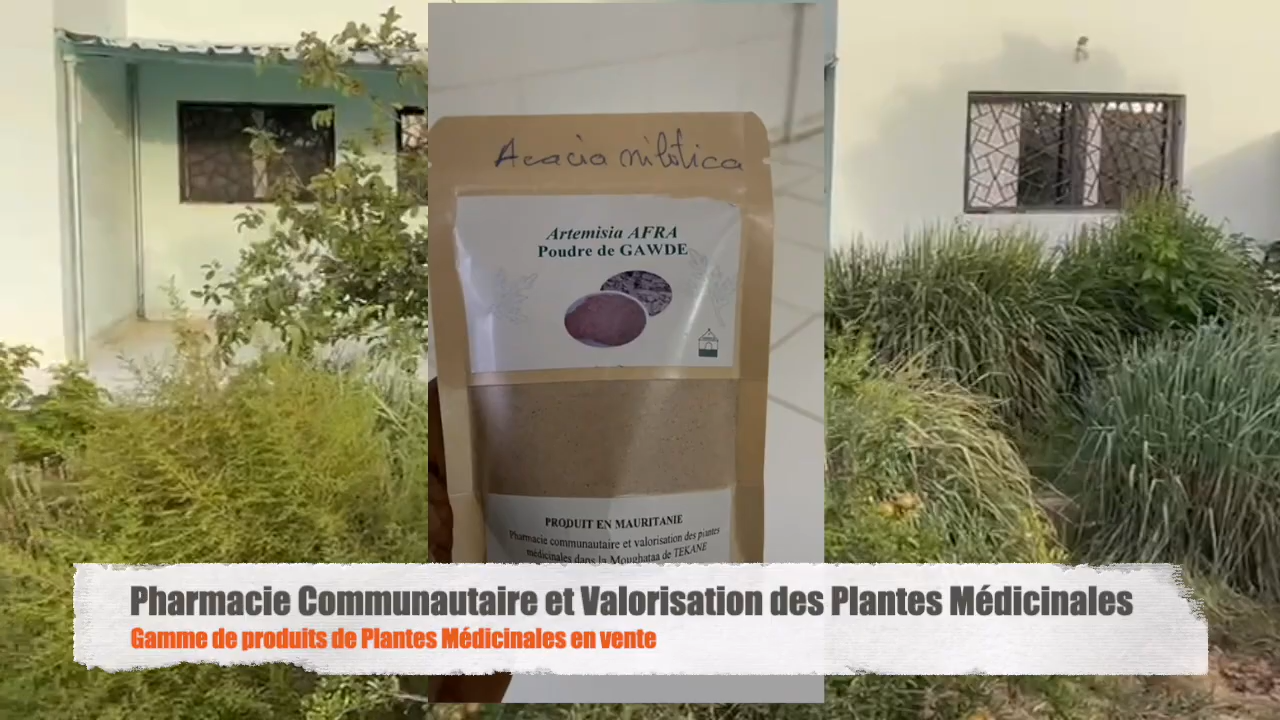 Acacia nilotica
Artemisia AFRA
Poudre de GAWDE
PRODUIT EN MAURITANIE
Pharmacie communautaire et valorisation des plantes
médicinales dans la Moughataa de TEKANE
Pharmacie Communautaire et Valorisation des Plantes Médicinales
Gamme de produits de Plantes Médicinales en vente